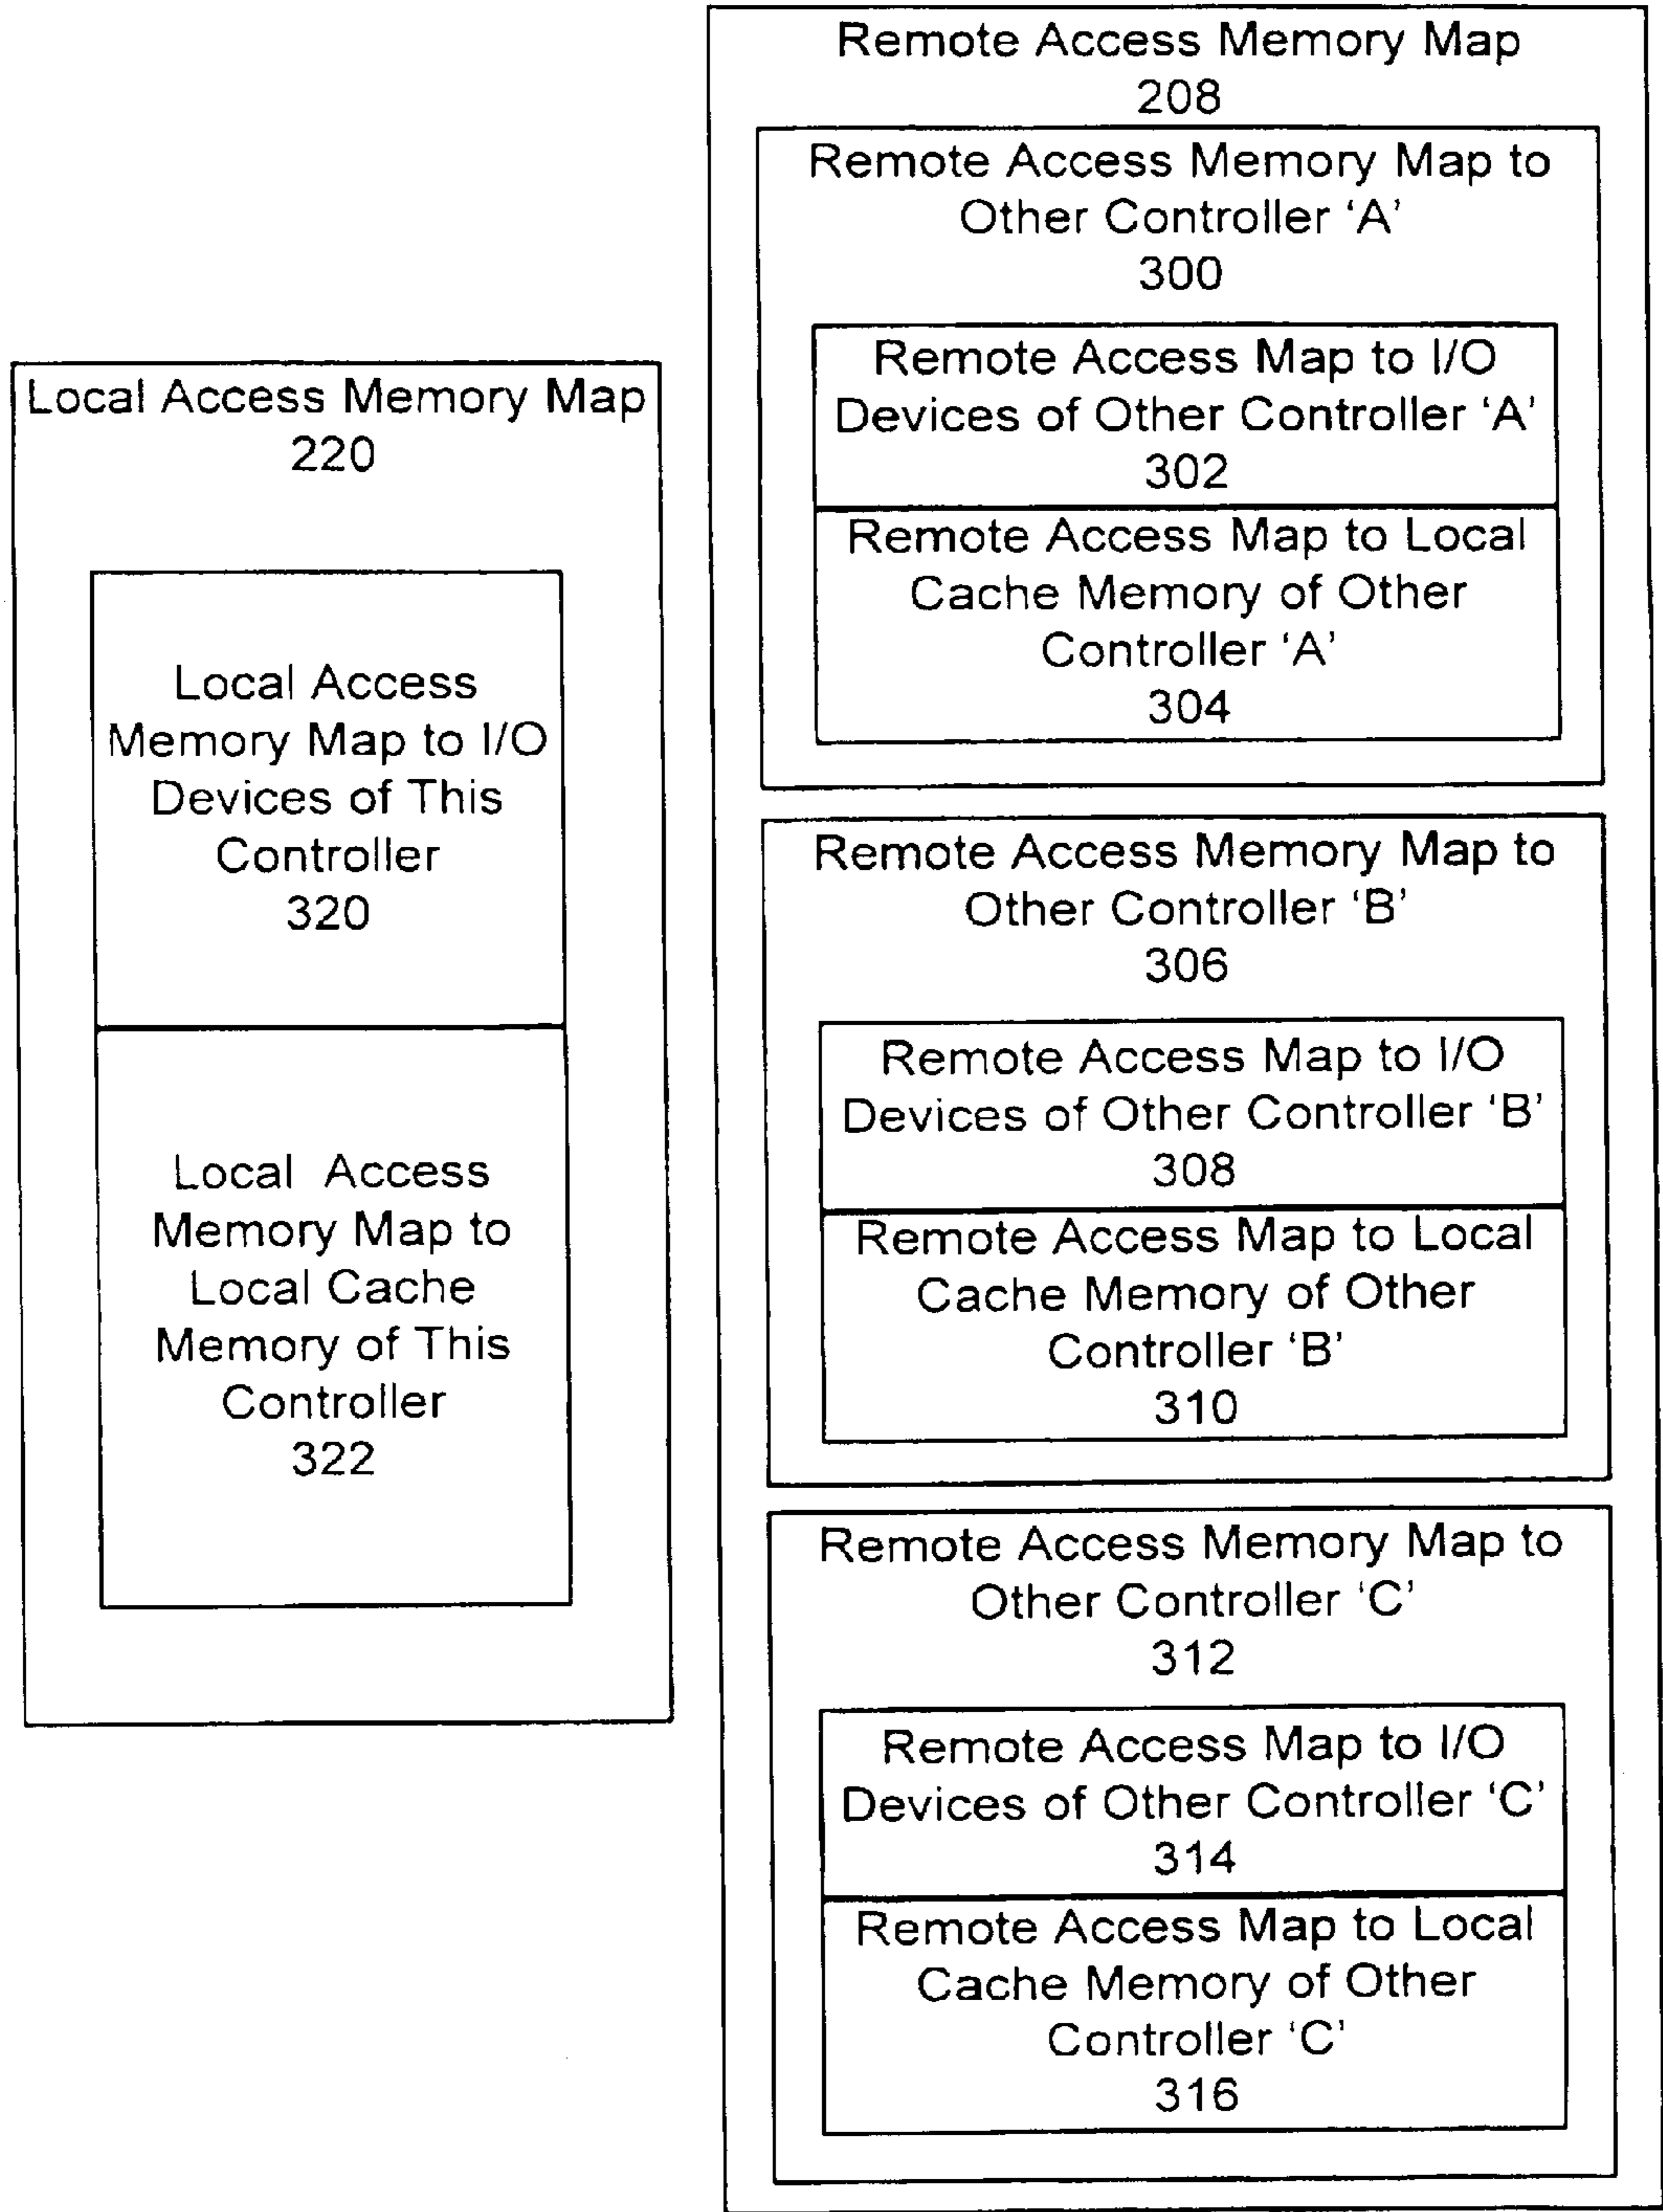 Local Access Memory Map
220
Local Access
Memory Map to I/O
Devices of This
Controller
320
Local Access
Memory Map to
Local Cache
Memory of This
Controller
322
Remote Access Memory Map
208
Remote Access Memory Map to
Other Controller ‘A’
300
Remote Access Map to I/O
Devices of Other Controller ‘A’
302
Remote Access Map to Local
Cache Memory of Other
Controller ‘A’
304
Remote Access Memory Map to
Other Controller ‘B’
306
Remote Access Map to I/O
Devices of Other Controller ‘B’
308
Remote Access Map to Local
Cache Memory of Other
Controller ‘B’
310
Remote Access Memory Map to
Other Controller ‘C’
312
Remote Access Map to I/O
Devices of Other Controller ‘C’
314
Remote Access Map to Local
Cache Memory of Other
Controller ‘C’
316